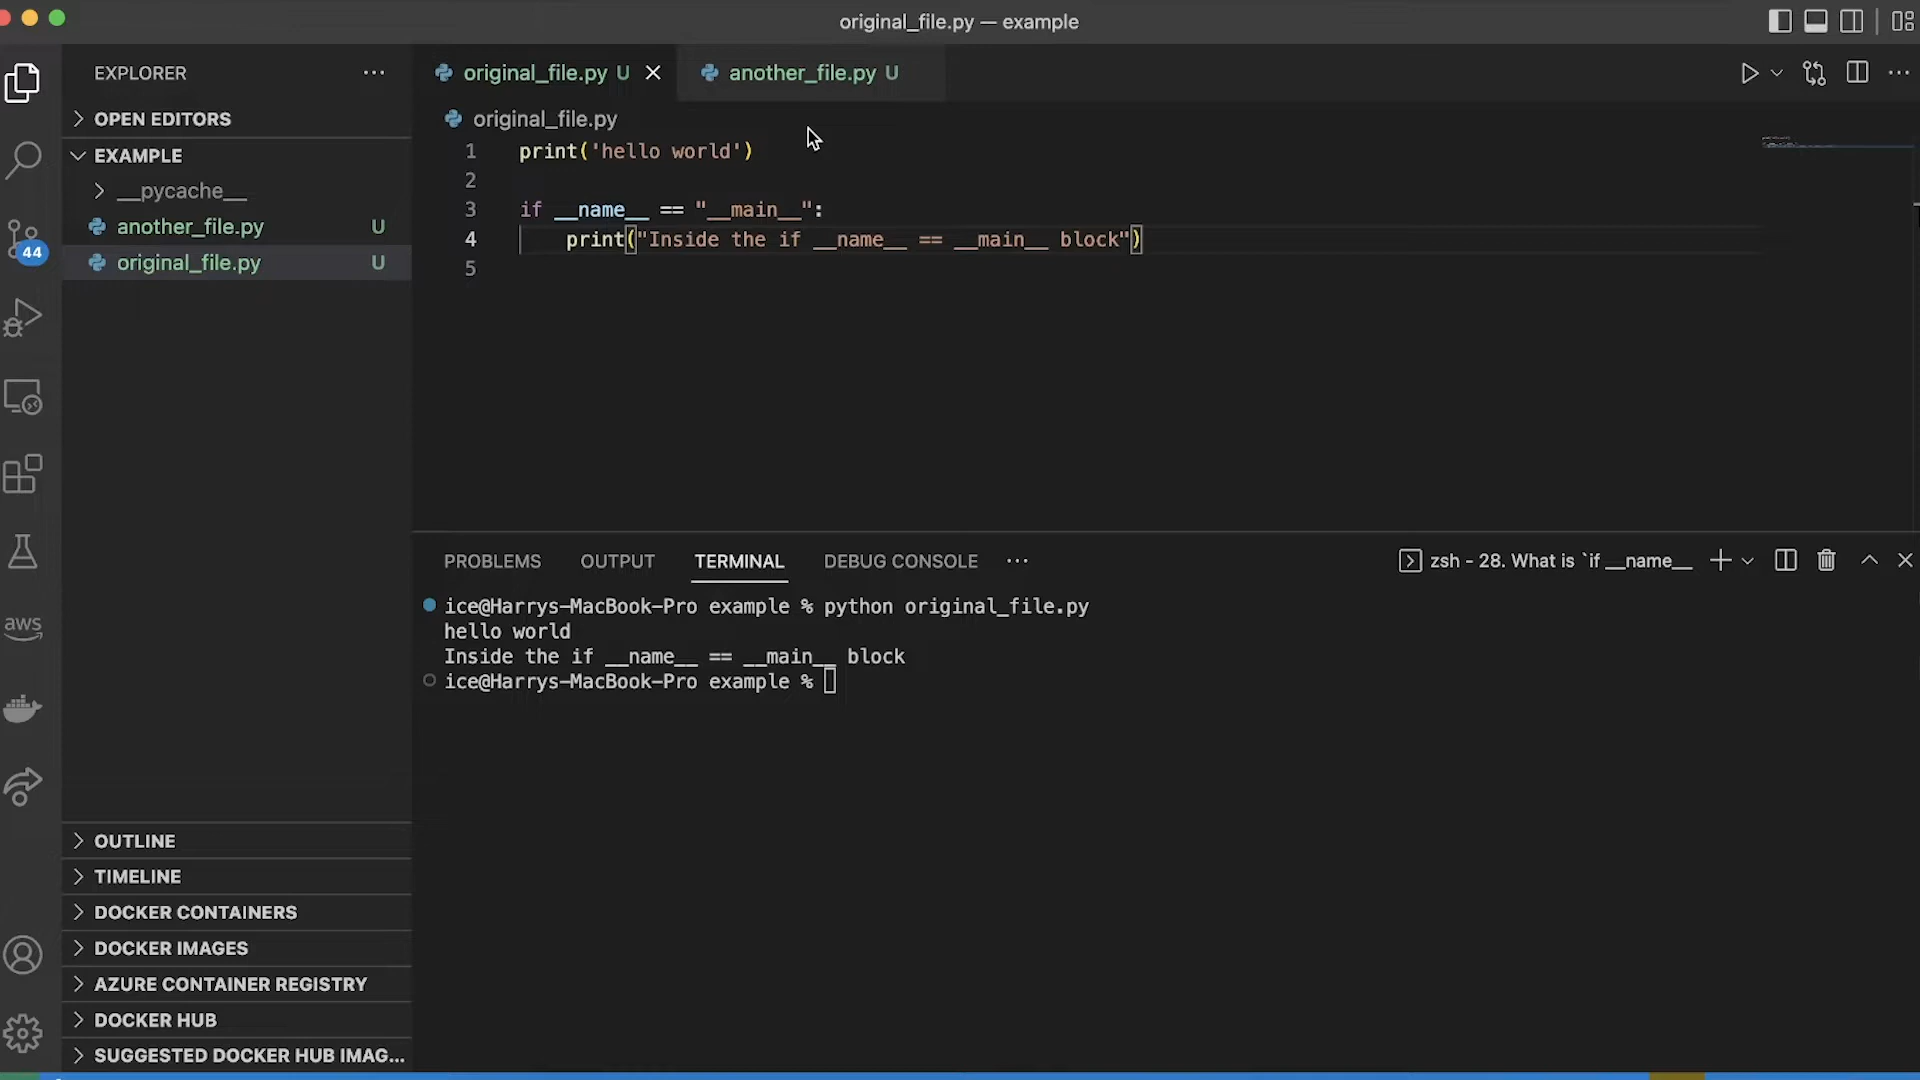 original_file.py — example
EXPLORER
OPEN EDITORS
EXAMPLE
__pycache__
another_file.py U
original_file.py U
44
aws
OUTLINE
TIMELINE
DOCKER CONTAINERS
DOCKER IMAGES
AZURE CONTAINER REGISTRY
DOCKER HUB
SUGGESTED DOCKER HUB IMAG...
original_file.py U
another_file.py U
original_file.py
1 print('hello world')
2
3 if __name__ == "__main__":
4 print("Inside the if __name__ == __main__ block")
5
PROBLEMS OUTPUT TERMINAL DEBUG CONSOLE
zsh - 28. What is `if __name__
ice@Harrys-MacBook-Pro example % python original_file.py
hello world
Inside the if __name__ == __main__ block
ice@Harrys-MacBook-Pro example %